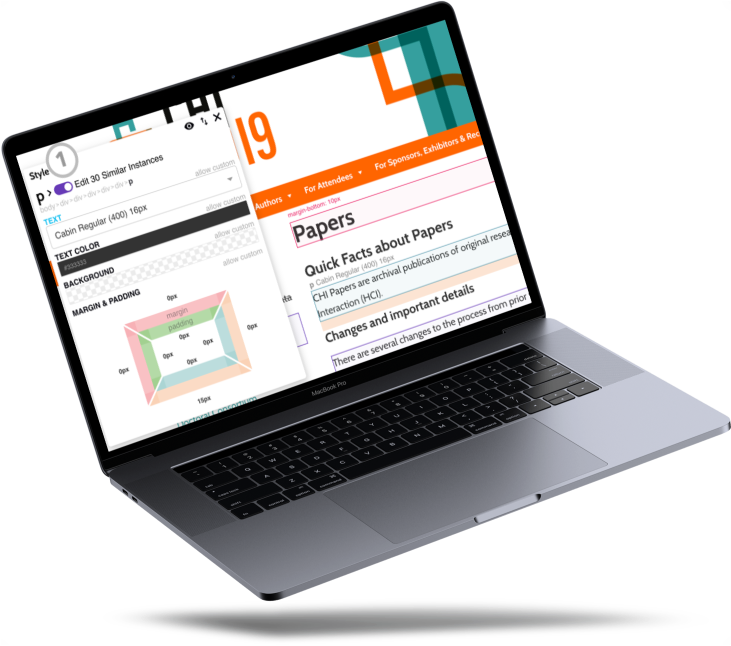 19
Style
1
p > Edit 30 Similar Instances
body > div > div > div > div > p
TEXT
allow custom
Cabin Regular (400) 16px
TEXT COLOR
allow custom
#333333
BACKGROUND
allow custom
MARGIN & PADDING
allow custom
0px
margin
padding
0px
0px
0px
0px
0px
0px
15px
Authors
For Attendees
For Sponsors, Exhibitors & Rec
margin-bottom: 10px
Papers
Quick Facts about Papers
p Cabin Regular (400) 16px
CHI Papers are archival publications of original resea
Interaction (HCI).
Changes and important details
There are several changes to the process from prior
MacBook Pro